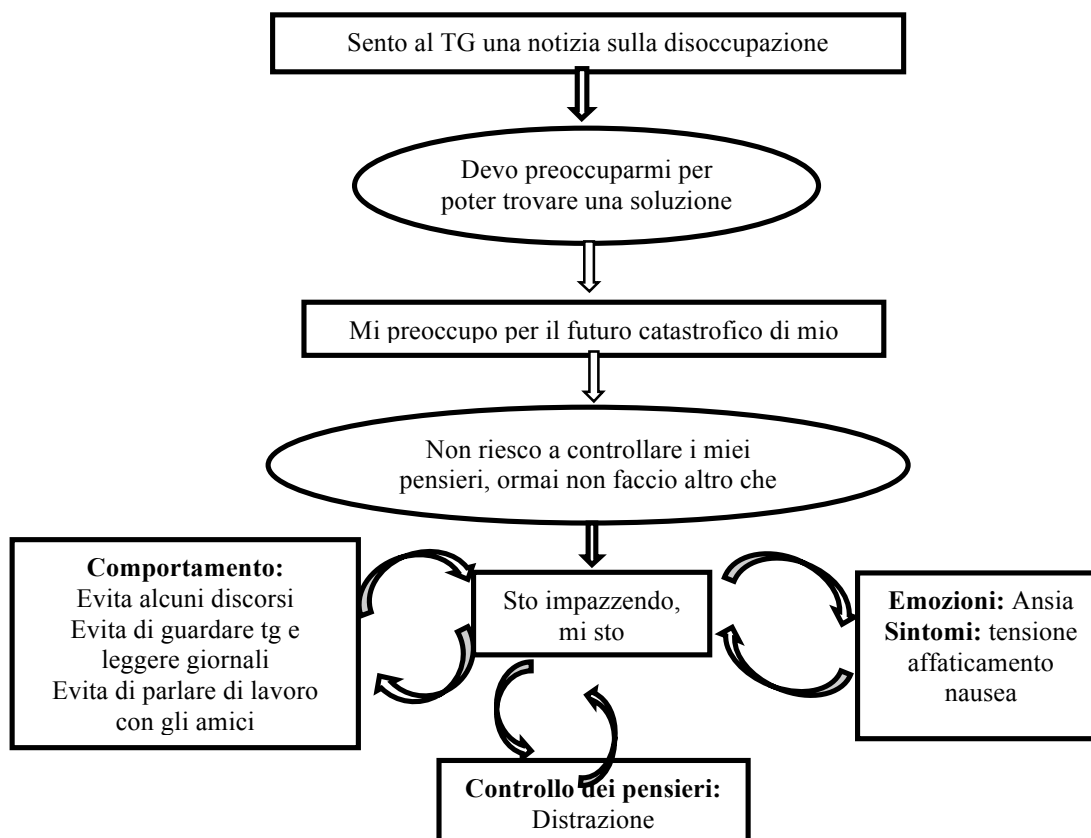 Sento al TG una notizia sulla disoccupazione
Devo preoccuparmi per
poter trovare una soluzione
Mi preoccupo per il futuro catastrofico di mio
Non riesco a controllare i miei
pensieri, ormai non faccio altro che
Comportamento:
Evita alcuni discorsi
Evita di guardare tg e
leggere giornali
Evita di parlare di lavoro
con gli amici
Sto impazzendo,
mi sto
Emozioni: Ansia
Sintomi: tensione
affaticamento
nausea
Controllo dei pensieri:
Distrazione